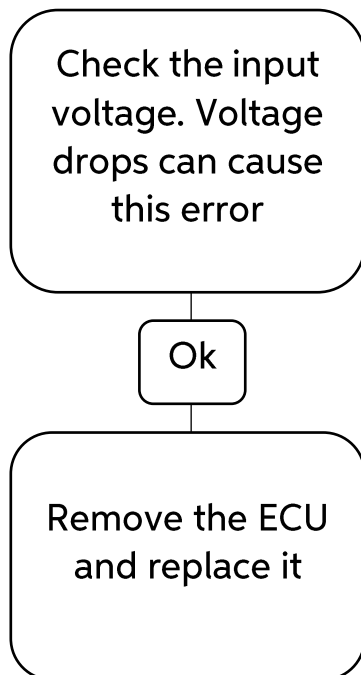 Check the input
voltage. Voltage
drops can cause
this error
Ok
Remove the ECU
and replace it